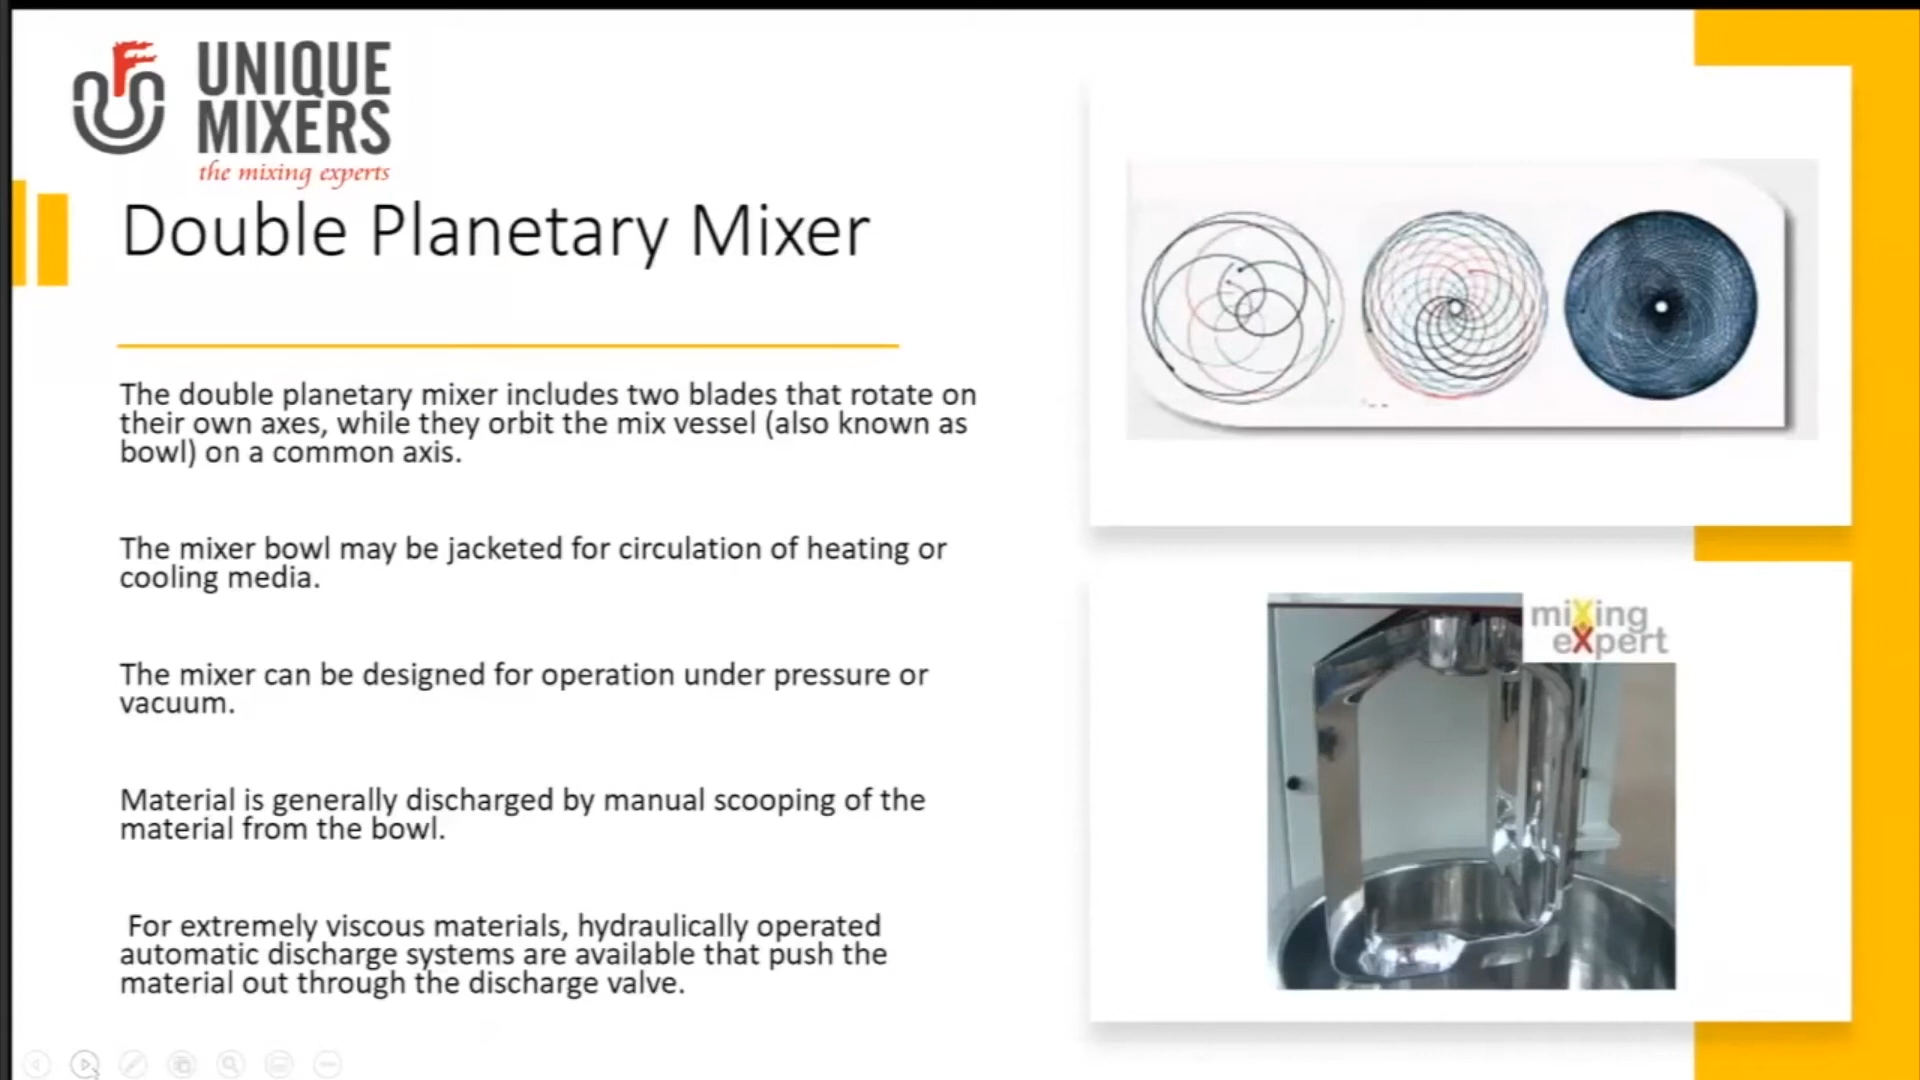 UNIQUE
MIXERS
the mixing experts
Double Planetary Mixer
The double planetary mixer includes two blades that rotate on
their own axes, while they orbit the mix vessel (also known as
bowl) on a common axis.
The mixer bowl may be jacketed for circulation of heating or
cooling media.
The mixer can be designed for operation under pressure or
vacuum.
Material is generally discharged by manual scooping of the
material from the bowl.
For extremely viscous materials, hydraulically operated
automatic discharge systems are available that push the
material out through the discharge valve.
miXing
eXpert